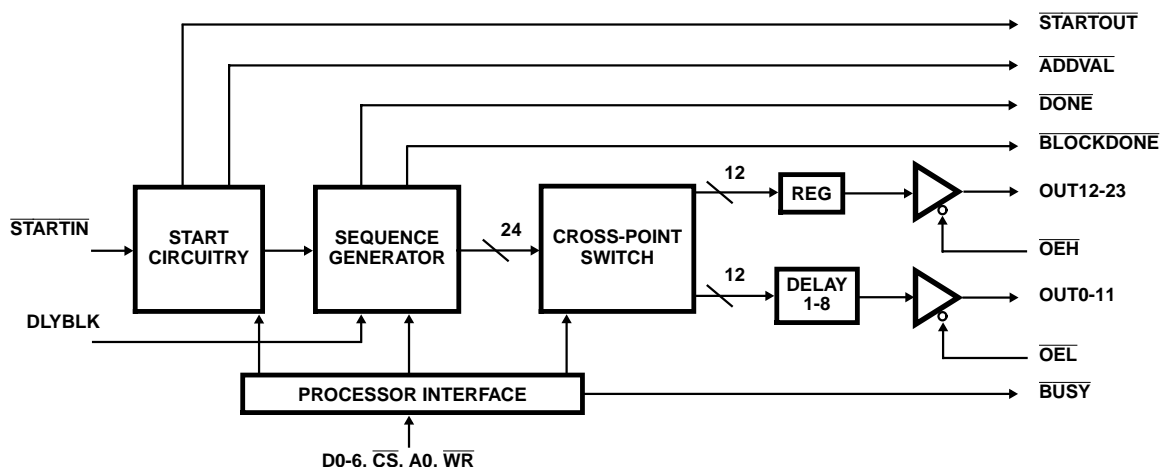 STARTOUT
ADDVAL
DONE
BLOCKDONE
12
REG
OUT12-23
STARTIN
START
CIRCUITRY
SEQUENCE
GENERATOR
24
CROSS-POINT
SWITCH
OEH
12
DELAY
1-8
OUT0-11
DLYBLK
OEL
PROCESSOR INTERFACE
BUSY
D0-6, CS, A0, WR